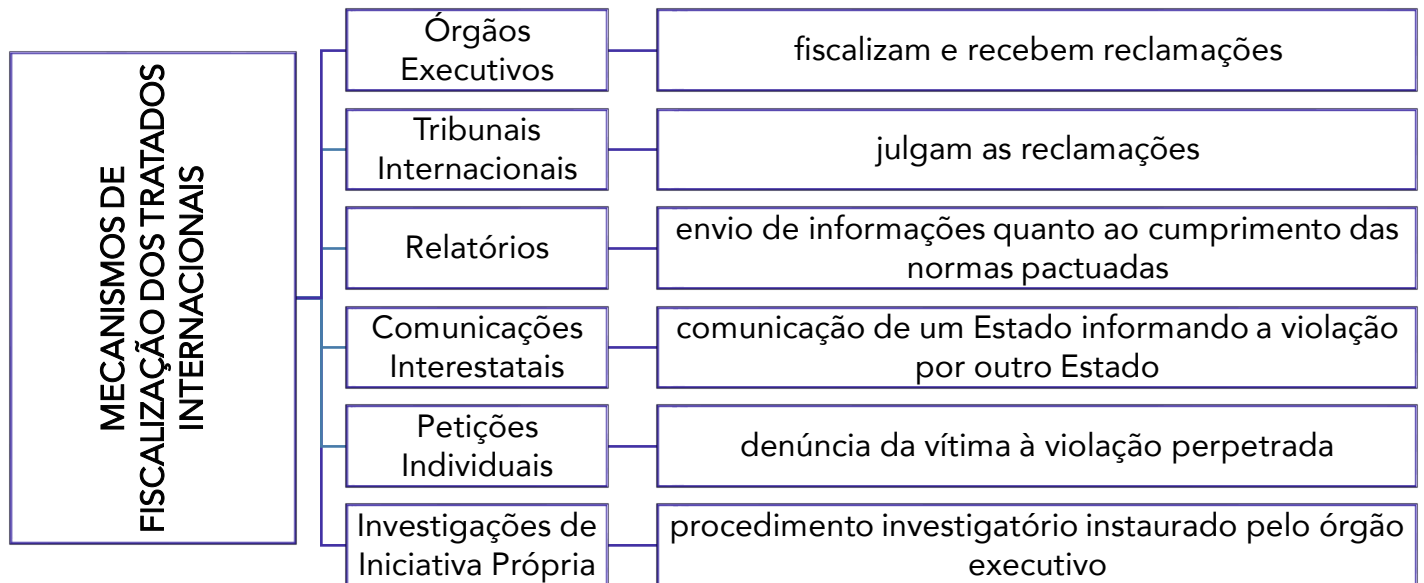 MECANISMOS DE
FISCALIZAÇÃO DOS TRATADOS
INTERNACIONAIS
Órgãos
Executivos
fiscalizam e recebem reclamações
Tribunais
Internacionais
julgam as reclamações
Relatórios
envio de informações quanto ao cumprimento das
normas pactuadas
Comunicações
Interestatais
comunicação de um Estado informando a violação
por outro Estado
Petições
Individuais
denúncia da vítima à violação perpetrada
Investigações de
Iniciativa Própria
procedimento investigatório instaurado pelo órgão
executivo